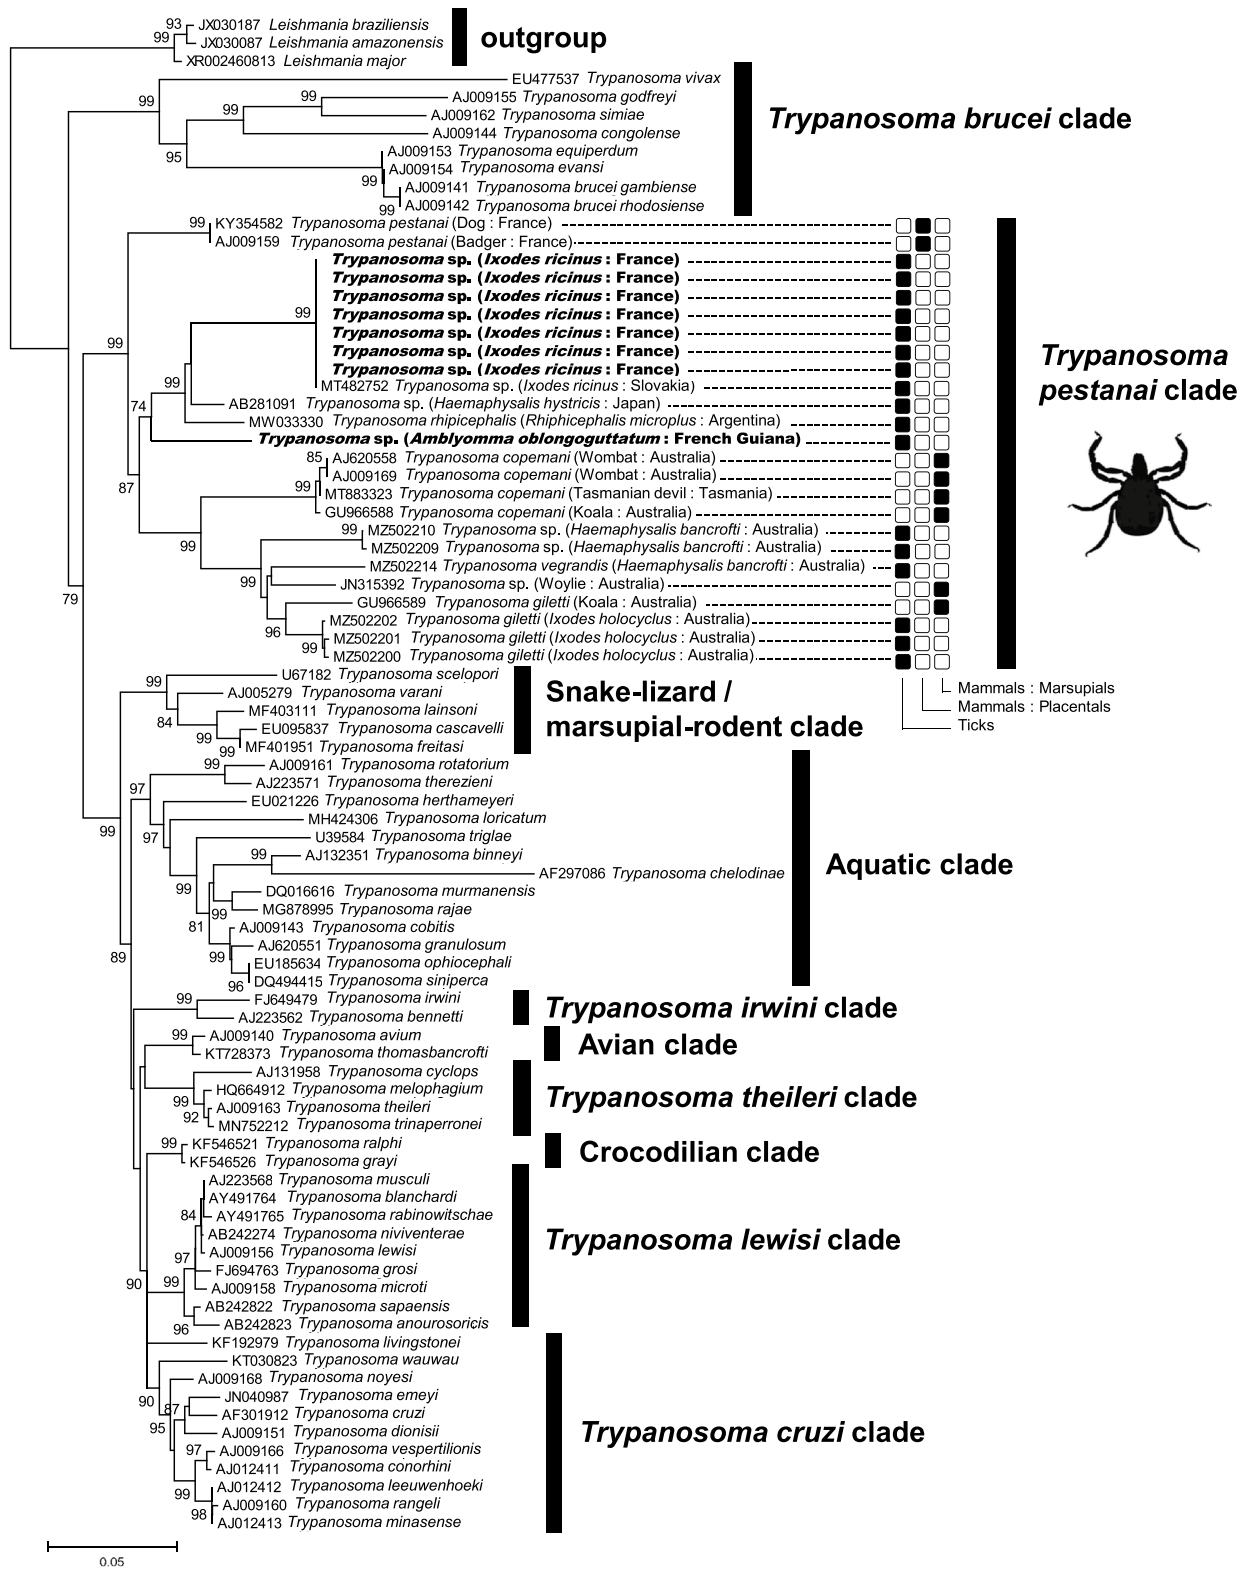 93
99
JX030187 Leishmania braziliensis
JX030087 Leishmania amazonensis
XR002460813 Leishmania major
outgroup
EU477537 Trypanosoma vivax
99
99
99
AJ009155 Trypanosoma godfreyi
AJ009162 Trypanosoma simiae
AJ009144 Trypanosoma congolense
95
AJ009153 Trypanosoma equiperdum
AJ009154 Trypanosoma evansi
99
AJ009141 Trypanosoma brucei gambiense
99
AJ009142 Trypanosoma brucei rhodosiense
Trypanosoma brucei clade
99
KY354582 Trypanosoma pestanai (Dog : France)
AJ009159 Trypanosoma pestanai (Badger : France)
Trypanosoma sp. (Ixodes ricinus : France)
Trypanosoma sp. (Ixodes ricinus : France)
Trypanosoma sp. (Ixodes ricinus : France)
99
Trypanosoma sp. (Ixodes ricinus : France)
Trypanosoma sp. (Ixodes ricinus : France)
99
Trypanosoma sp. (Ixodes ricinus : France)
Trypanosoma sp. (Ixodes ricinus : France)
99
MT482752 Trypanosoma sp. (Ixodes ricinus : Slovakia)
74
AB281091 Trypanosoma sp. (Haemaphysalis hystricis : Japan)
MW033330 Trypanosoma rhipicephalis (Rhiphicephalis microplus : Argentina)
Trypanosoma sp. (Amblyomma oblongoguttatum : French Guiana)
85
AJ620558 Trypanosoma copemani (Wombat : Australia)
AJ009169 Trypanosoma copemani (Wombat : Australia)
87
99
MT883323 Trypanosoma copemani (Tasmanian devil : Tasmania)
GU966588 Trypanosoma copemani (Koala : Australia)
99
99
MZ502210 Trypanosoma sp. (Haemaphysalis bancrofti : Australia)
MZ502209 Trypanosoma sp. (Haemaphysalis bancrofti : Australia)
MZ502214 Trypanosoma vegrandis (Haemaphysalis bancrofti : Australia)
99
JN315392 Trypanosoma sp. (Woylie : Australia)
79
GU966589 Trypanosoma giletti (Koala : Australia)
MZ502202 Trypanosoma giletti (Ixodes holocyclus : Australia)
96
MZ502201 Trypanosoma giletti (Ixodes holocyclus : Australia)
99
MZ502200 Trypanosoma giletti (Ixodes holocyclus : Australia)
Trypanosoma
pestanai clade
Mammals : Marsupials
Mammals : Placentals
Ticks
99
U67182 Trypanosoma scelopori
AJ005279 Trypanosoma varani
84
MF403111 Trypanosoma lainsoni
99
EU095837 Trypanosoma cascavelli
99
MF401951 Trypanosoma freitasi
Snake-lizard /
marsupial-rodent clade
99
AJ009161 Trypanosoma rotatorium
97
AJ223571 Trypanosoma therezieni
EU021226 Trypanosoma herthameyeri
99
97
MH424306 Trypanosoma loricatum
U39584 Trypanosoma triglae
99
AJ132351 Trypanosoma binneyi
AF297086 Trypanosoma chelodinae
99
DQ016616 Trypanosoma murmanensis
99
MG878995 Trypanosoma rajae
81
AJ009143 Trypanosoma cobitis
AJ620551 Trypanosoma granulosum
99
EU185634 Trypanosoma ophiocephali
96
DQ494415 Trypanosoma siniperca
Aquatic clade
89
99
FJ649479 Trypanosoma irwini
AJ223562 Trypanosoma bennetti
Trypanosoma irwini clade
99
AJ009140 Trypanosoma avium
KT728373 Trypanosoma thomasbancrofti
Avian clade
AJ131958 Trypanosoma cyclops
HQ664912 Trypanosoma melophagium
99
AJ009163 Trypanosoma theileri
92
MN752212 Trypanosoma trinaperronei
Trypanosoma theileri clade
99
KF546521 Trypanosoma ralphi
KF546526 Trypanosoma grayi
Crocodilian clade
AJ223568 Trypanosoma musculi
AY491764 Trypanosoma blanchardi
84
AY491765 Trypanosoma rabinowitschae
AB242274 Trypanosoma niviventerae
97
AJ009156 Trypanosoma lewisi
FJ694763 Trypanosoma grosi
90
99
AJ009158 Trypanosoma microti
AB242822 Trypanosoma sapaensis
96
AB242823 Trypanosoma anourosoricis
Trypanosoma lewisi clade
KF192979 Trypanosoma livingstonei
KT030823 Trypanosoma wauwau
AJ009168 Trypanosoma noyesi
90
87
JN040987 Trypanosoma emeyi
AF301912 Trypanosoma cruzi
95
AJ009151 Trypanosoma dionisii
97
AJ009166 Trypanosoma vespertilionis
AJ012411 Trypanosoma conorhini
99
AJ012412 Trypanosoma leeuwenhoeki
AJ009160 Trypanosoma rangeli
98
AJ012413 Trypanosoma minasense
Trypanosoma cruzi clade
0.05